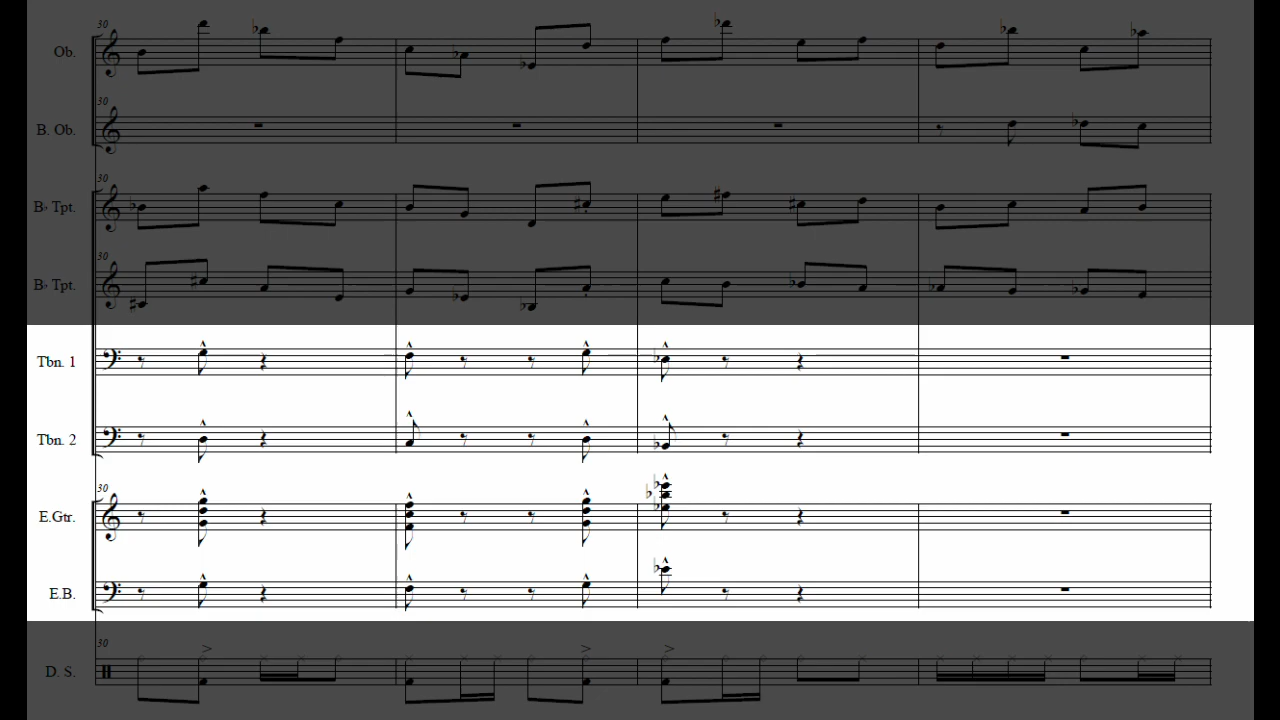 30
Ob.
30
B. Ob.
30
B♭ Tpt.
30
B♭ Tpt.
Tbn. 1
Tbn. 2
30
E.Gtr.
E.B.
30
D. S.